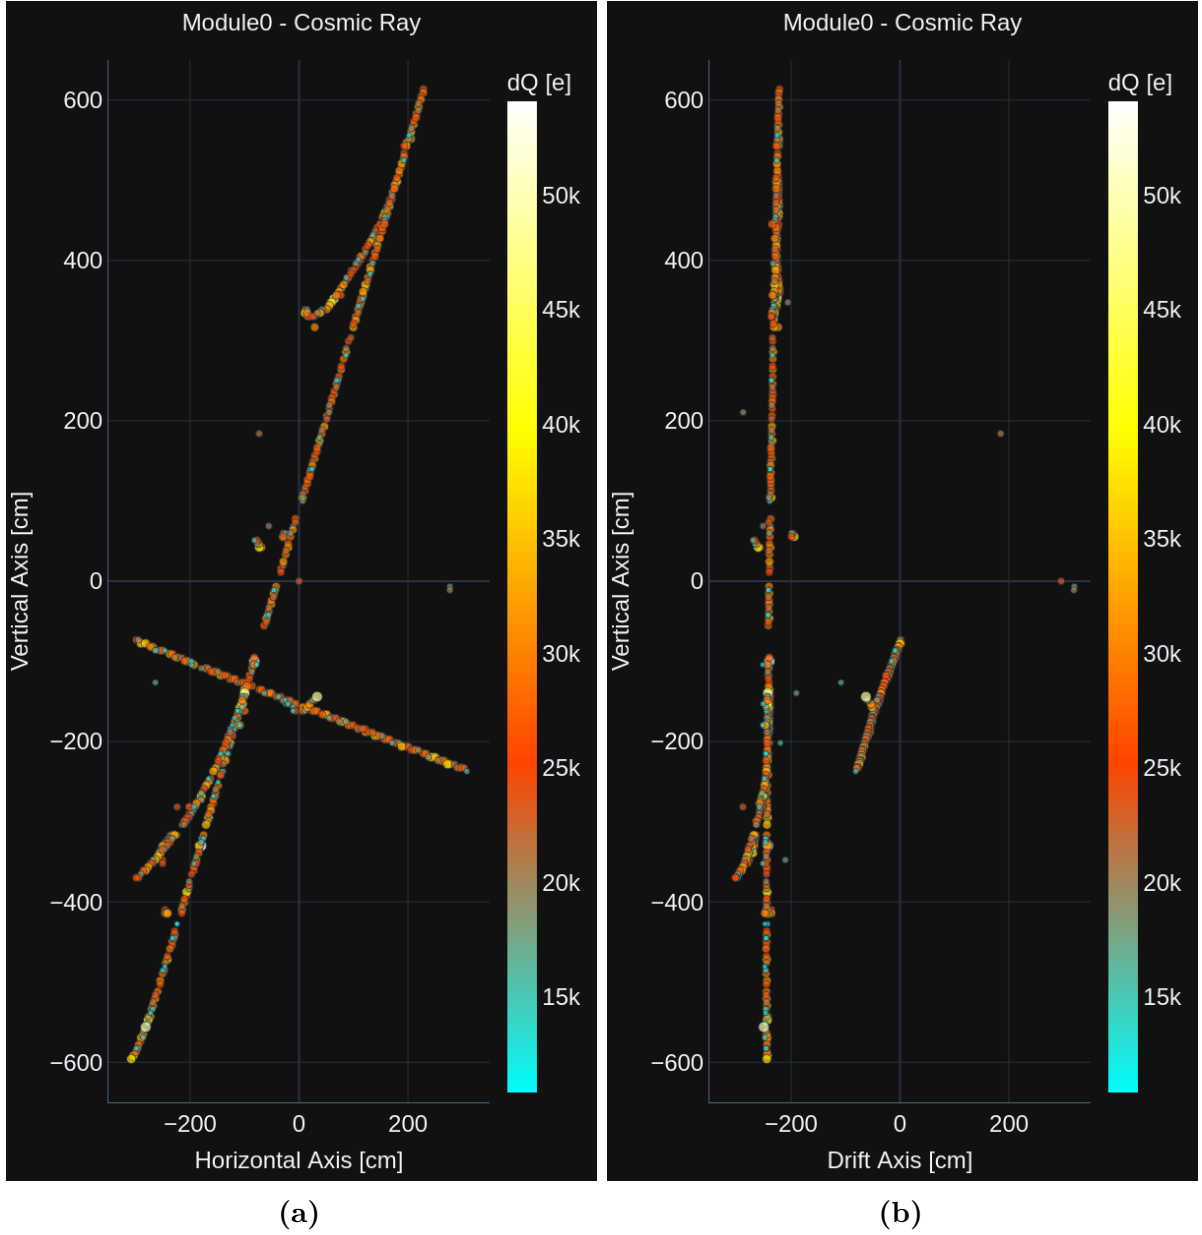 Module0 - Cosmic Ray
dQ [e]
600
400
200
0
−200
−400
−600
50k
45k
40k
35k
30k
25k
20k
15k
−200 0 200
Vertical Axis [cm]
Horizontal Axis [cm]
(a)
Module0 - Cosmic Ray
dQ [e]
600
400
200
0
−200
−400
−600
50k
45k
40k
35k
30k
25k
20k
15k
−200 0 200
Vertical Axis [cm]
Drift Axis [cm]
(b)